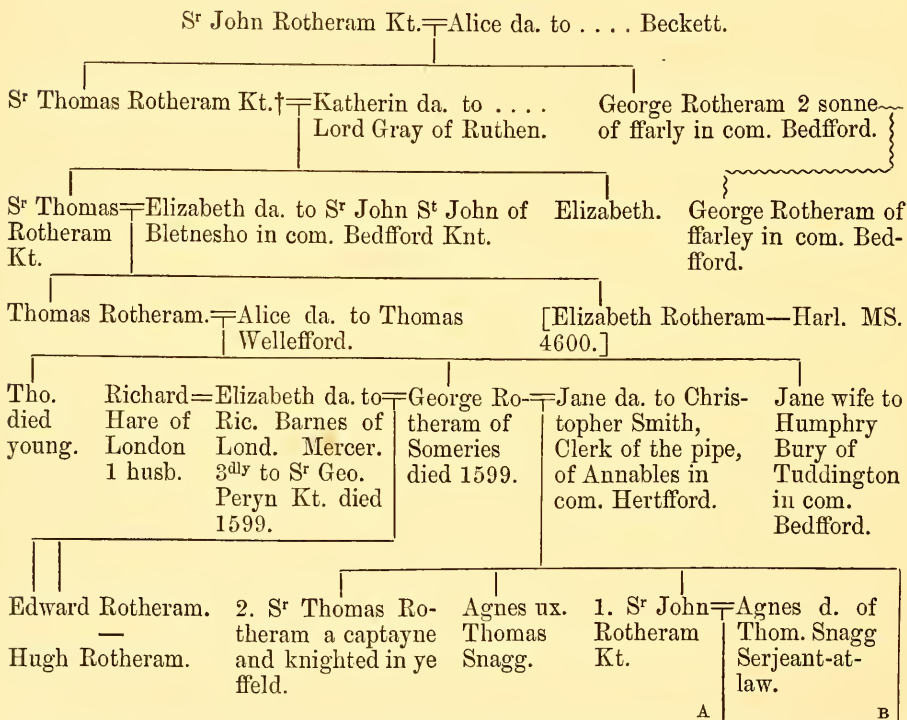 Sʳ John Rotheram Kt.=Alice da. to . . . . Beckett.
Sʳ Thomas Rotheram Kt.†=Katherin da. to . . . .
Lord Gray of Ruthen.
George Rotheram 2 sonne
of ffarly in com. Bedfford.
Sʳ Thomas
Rotheram
Kt.
=Elizabeth da. to Sʳ John Sᵗ John of
Bletnesho in com. Bedfford Knt.
Elizabeth.
George Rotheram of
ffarley in com. Bed-
fford.
Thomas Rotheram.=Alice da. to Thomas
Wellefford.
[Elizabeth Rotheram—Harl. MS.
4600.]
Tho.
died
young.
Richard=
Hare of
London
1 husb.
Elizabeth da. to=
Ric. Barnes of
Lond. Mercer.
3ᵈˡʸ to Sʳ Geo.
Peryn Kt. died
1599.
George Ro-
theram of
Someries
died 1599.
=Jane da. to Chris-
topher Smith,
Clerk of the pipe,
of Annables in
com. Hertfford.
Jane wife to
Humphry
Bury of
Tuddington
in com.
Bedfford.
Edward Rotheram.
—
Hugh Rotheram.
2. Sʳ Thomas Ro-
theram a captayne
and knighted in ye
ffeld.
Agnes ux.
Thomas
Snagg.
1. Sʳ John=
Rotheram
Kt.
Agnes d. of
Thom. Snagg
Serjeant-at-
law.
A
B